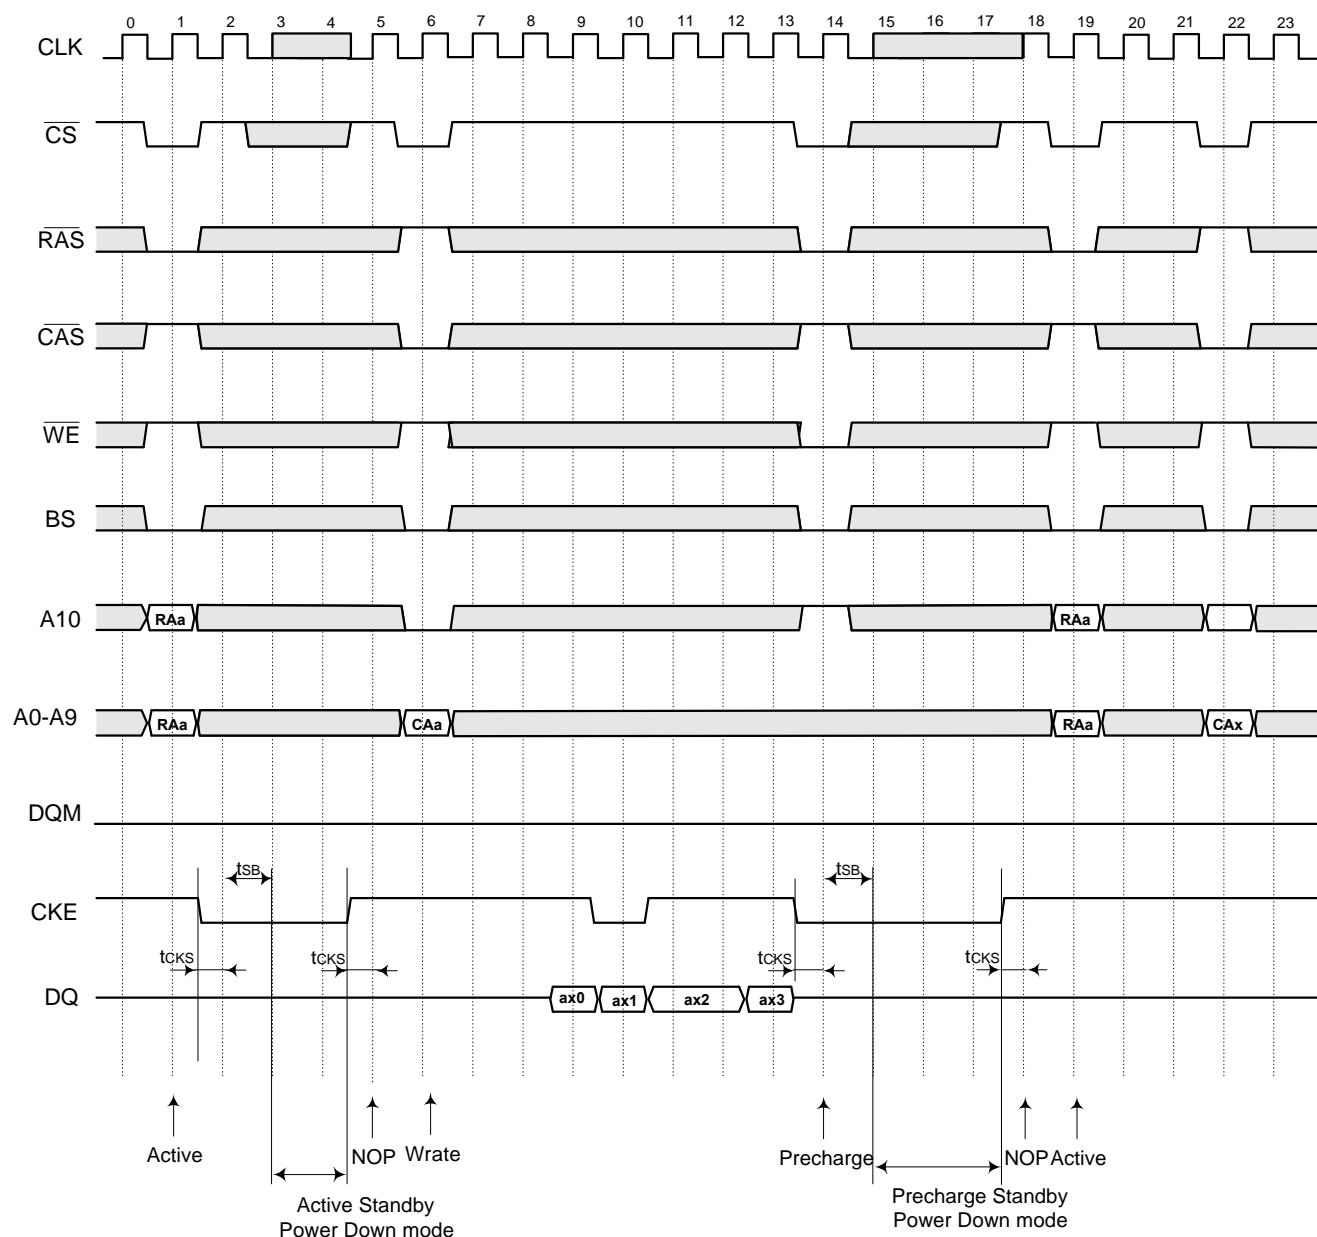 0 1 2 3 4 5 6 7 8 9 10 11 12 13 14 15 16 17 18 19 20 21 22 23
CLK
CS
RAS
CAS
WE
BS
A10 RAa RAa
A0-A9 RAa CAa RAa CAx
DQM
tSB tSB
CKE
tCKS tCKS tCKS tCKS
DQ ax0 ax1 ax2 ax3
Active NOP Wrate Precharge NOP Active
Active Standby
Power Down mode
Precharge Standby
Power Down mode